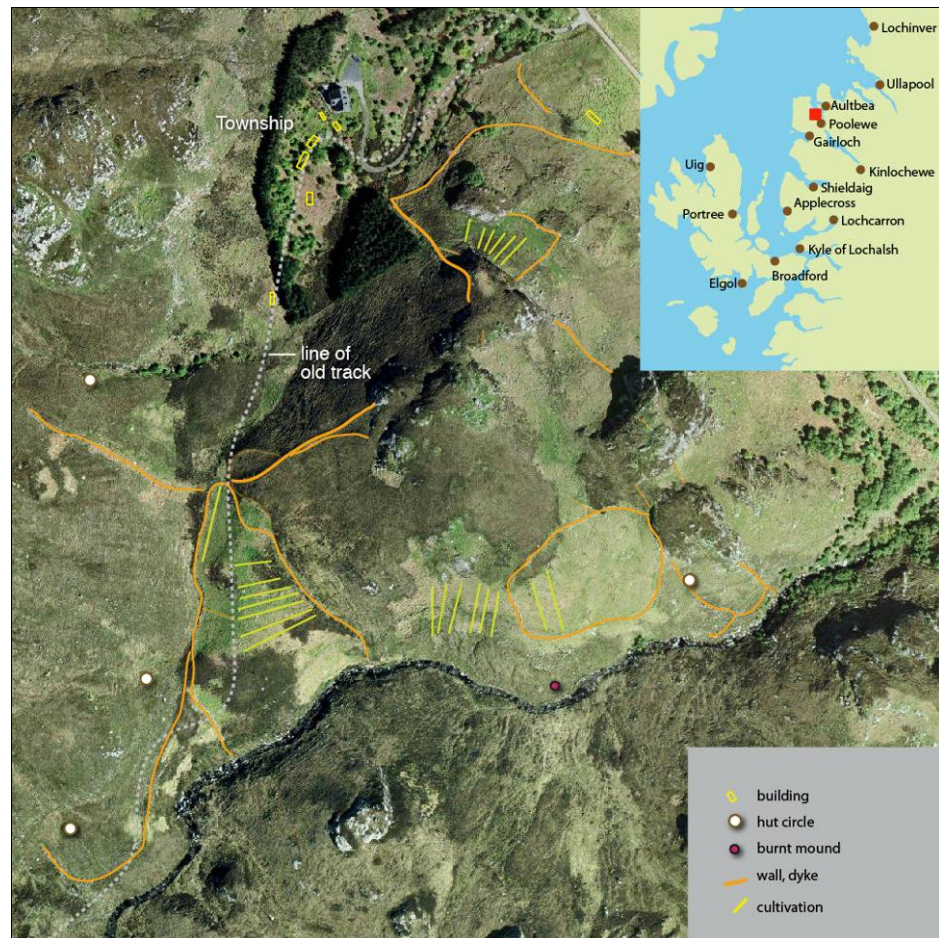 Township
line of
old track
Lochinver
Ullapool
Aultbea
Poolewe
Gairloch
Kinlochewe
Uig
Shieldaig
Applecross
Portree
Lochcarron
Kyle of Lochalsh
Broadford
Elgol
building
hut circle
burnt mound
wall, dyke
cultivation